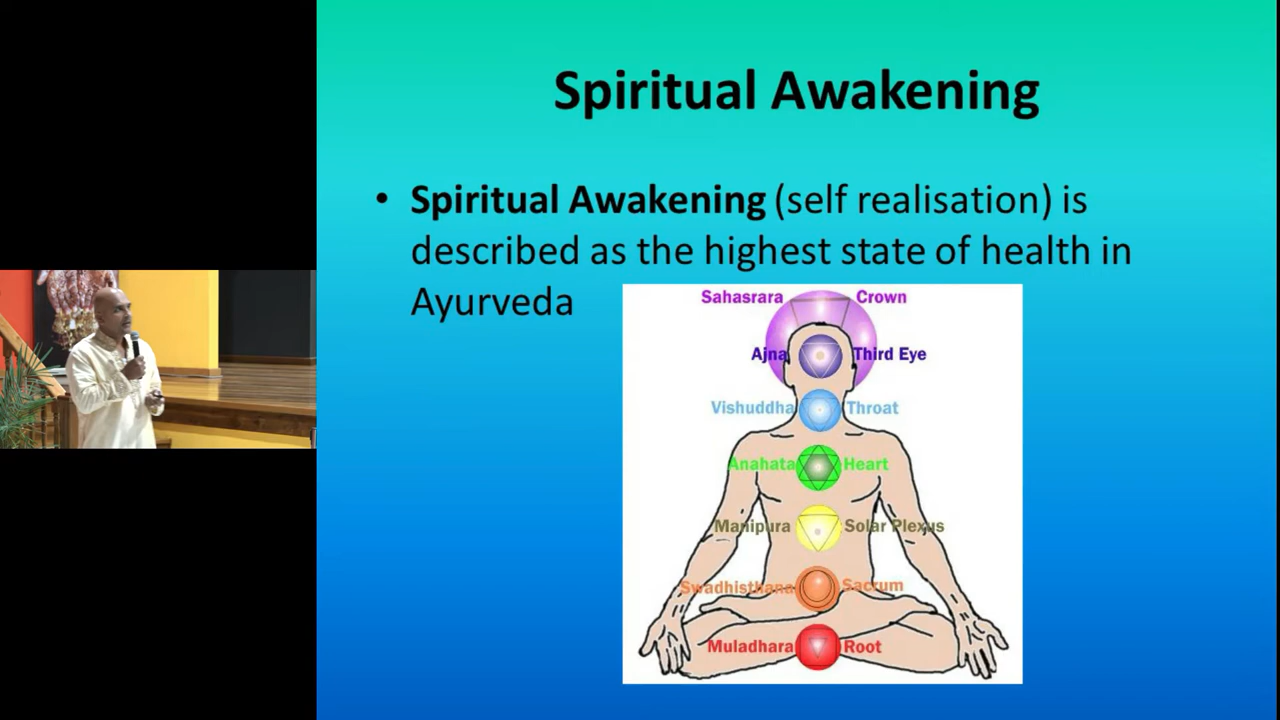 Spiritual Awakening
• Spiritual Awakening (self realisation) is
described as the highest state of health in
Ayurveda
Sahasrara Crown
Ajna Third Eye
Vishuddha Throat
Anahata Heart
Manipura Solar Plexus
Swadhisthana Sacrum
Muladhara Root